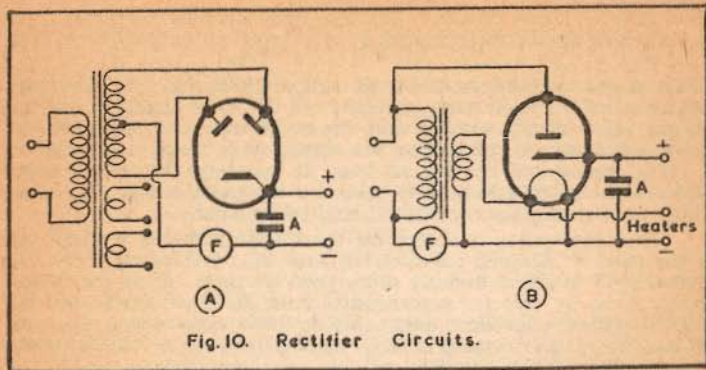 +
A
F
−
A
+
A
Heaters
F
−
B
Fig. 10. Rectifier Circuits.